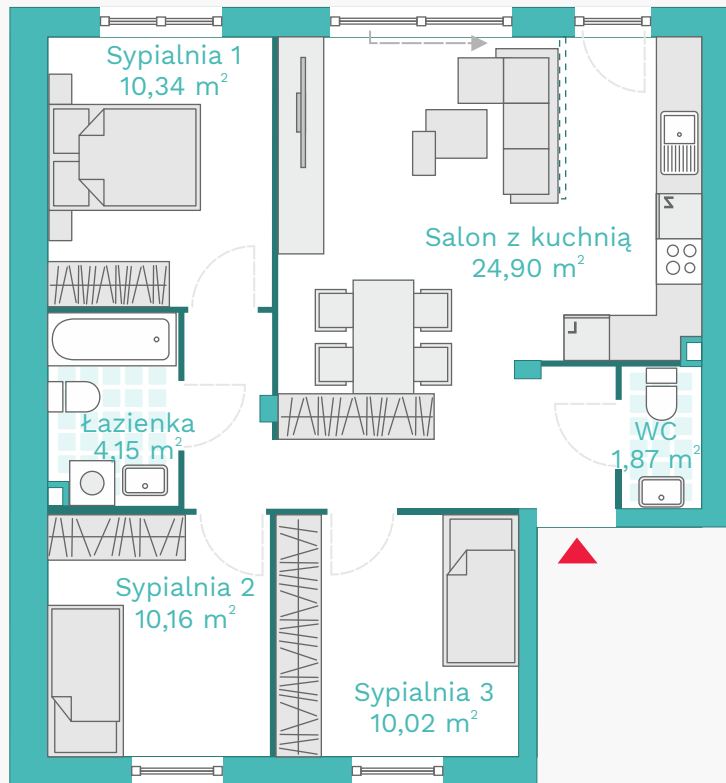 Sypialnia 1
10,34 m²
Salon z kuchnią
24,90 m²
Łazienka
4,15 m²
WC
1,87 m²
Sypialnia 2
10,16 m²
Sypialnia 3
10,02 m²
Z
L